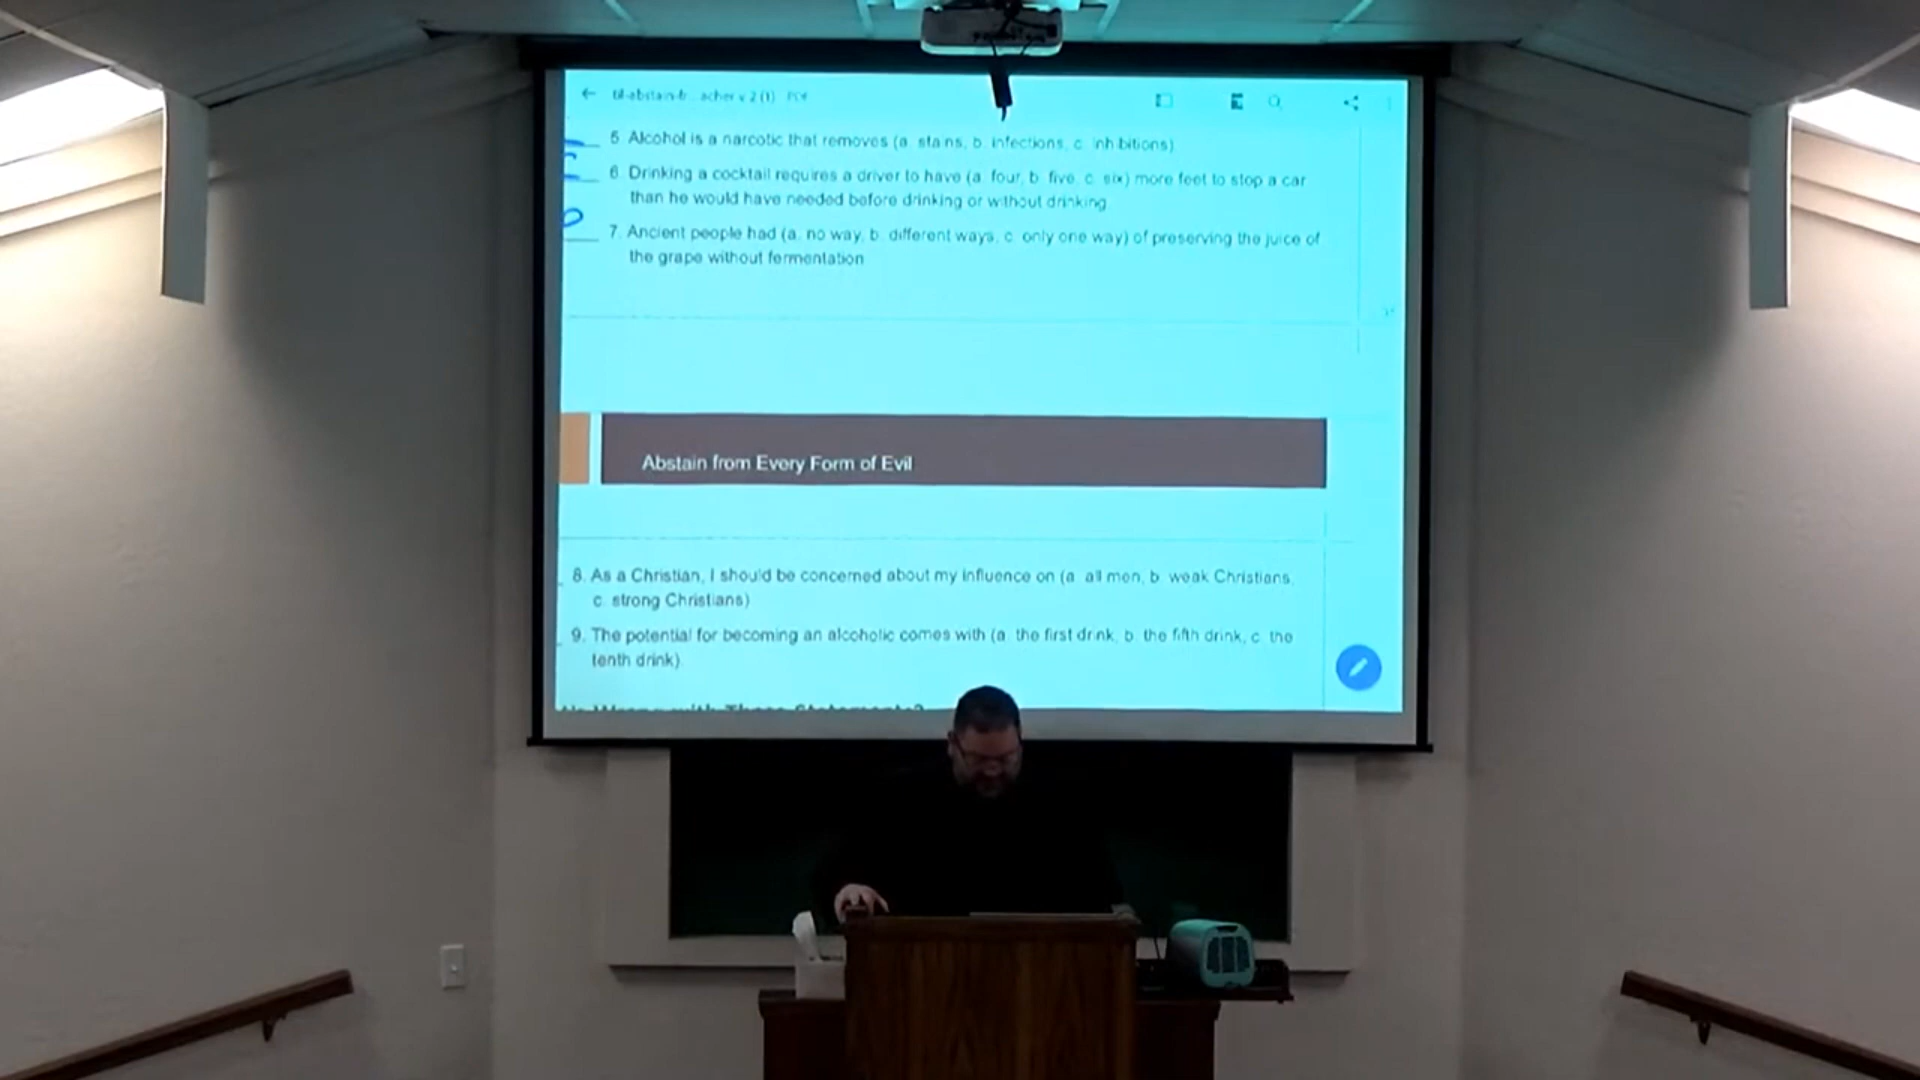 5. Alcohol is a narcotic that removes (a. stains, b. infections, c. inhibitions)
6. Drinking a cocktail requires a driver to have (a. four, b. five, c. six) more feet to stop a car
than he would have needed before drinking or without drinking
7. Ancient people had (a. no way, b. different ways, c. only one way) of preserving the juice of
the grape without fermentation
Abstain from Every Form of Evil
8. As a Christian, I should be concerned about my influence on (a. all men, b. weak Christians,
c. strong Christians)
9. The potential for becoming an alcoholic comes with (a. the first drink, b. the fifth drink, c. the
tenth drink).